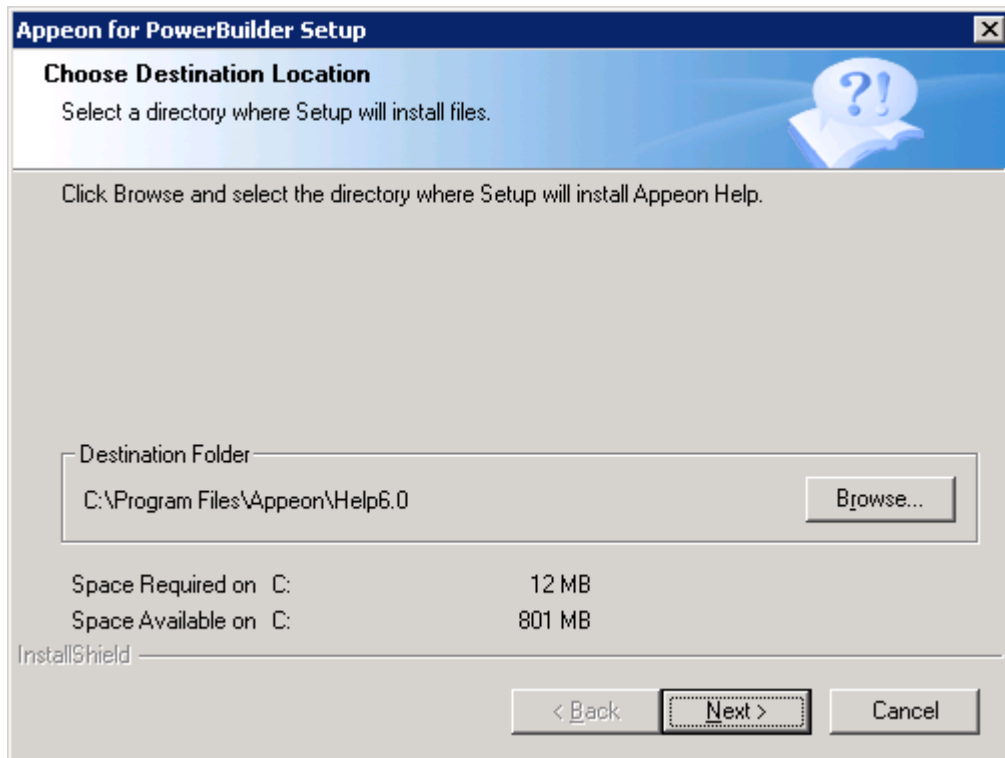 Appeon for PowerBuilder Setup
Choose Destination Location
Select a directory where Setup will install files.
?!
Click Browse and select the directory where Setup will install Appeon Help.
Destination Folder
C:\Program Files\Appeon\Help6.0
Browse...
Space Required on C: 12 MB
Space Available on C: 801 MB
InstallShield
< Back Next > Cancel